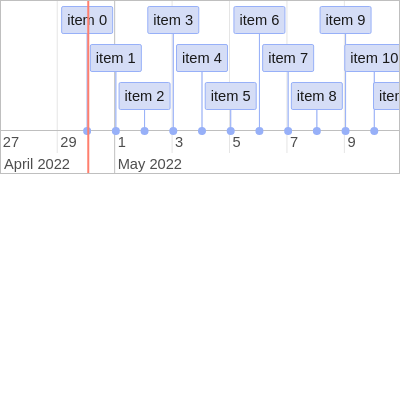 item 0 item 3 item 6 item 9
item 1 item 4 item 7 item 10
item 2 item 5 item 8
27 29 1 3 5 7 9
April 2022 May 2022